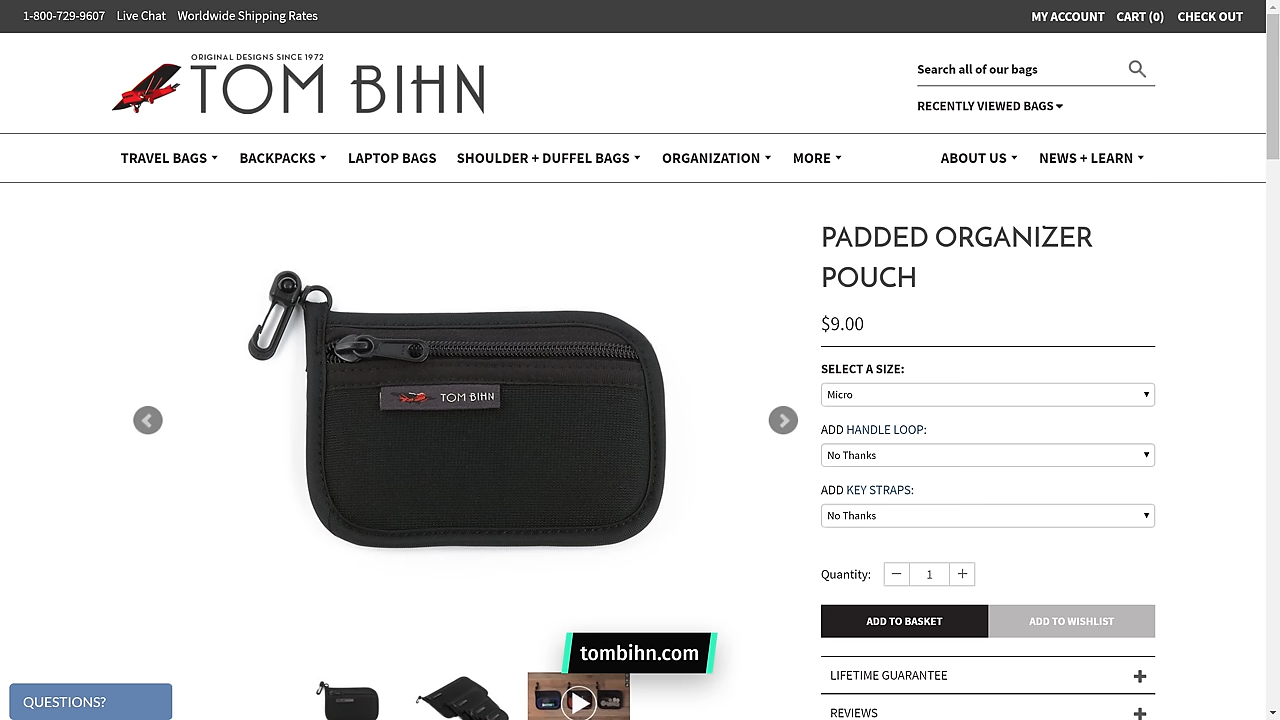 1-800-729-9607 Live Chat Worldwide Shipping Rates MY ACCOUNT CART (0) CHECK OUT
ORIGINAL DESIGNS SINCE 1972
TOM BIHN
Search all of our bags
RECENTLY VIEWED BAGS
TRAVEL BAGS BACKPACKS LAPTOP BAGS SHOULDER + DUFFEL BAGS ORGANIZATION MORE ABOUT US NEWS + LEARN
PADDED ORGANIZER
POUCH
$9.00
SELECT A SIZE:
Micro
ADD HANDLE LOOP:
No Thanks
ADD KEY STRAPS:
No Thanks
Quantity: 1
ADD TO BASKET ADD TO WISHLIST
LIFETIME GUARANTEE
REVIEWS
TOM BIHN
tombihn.com
QUESTIONS?